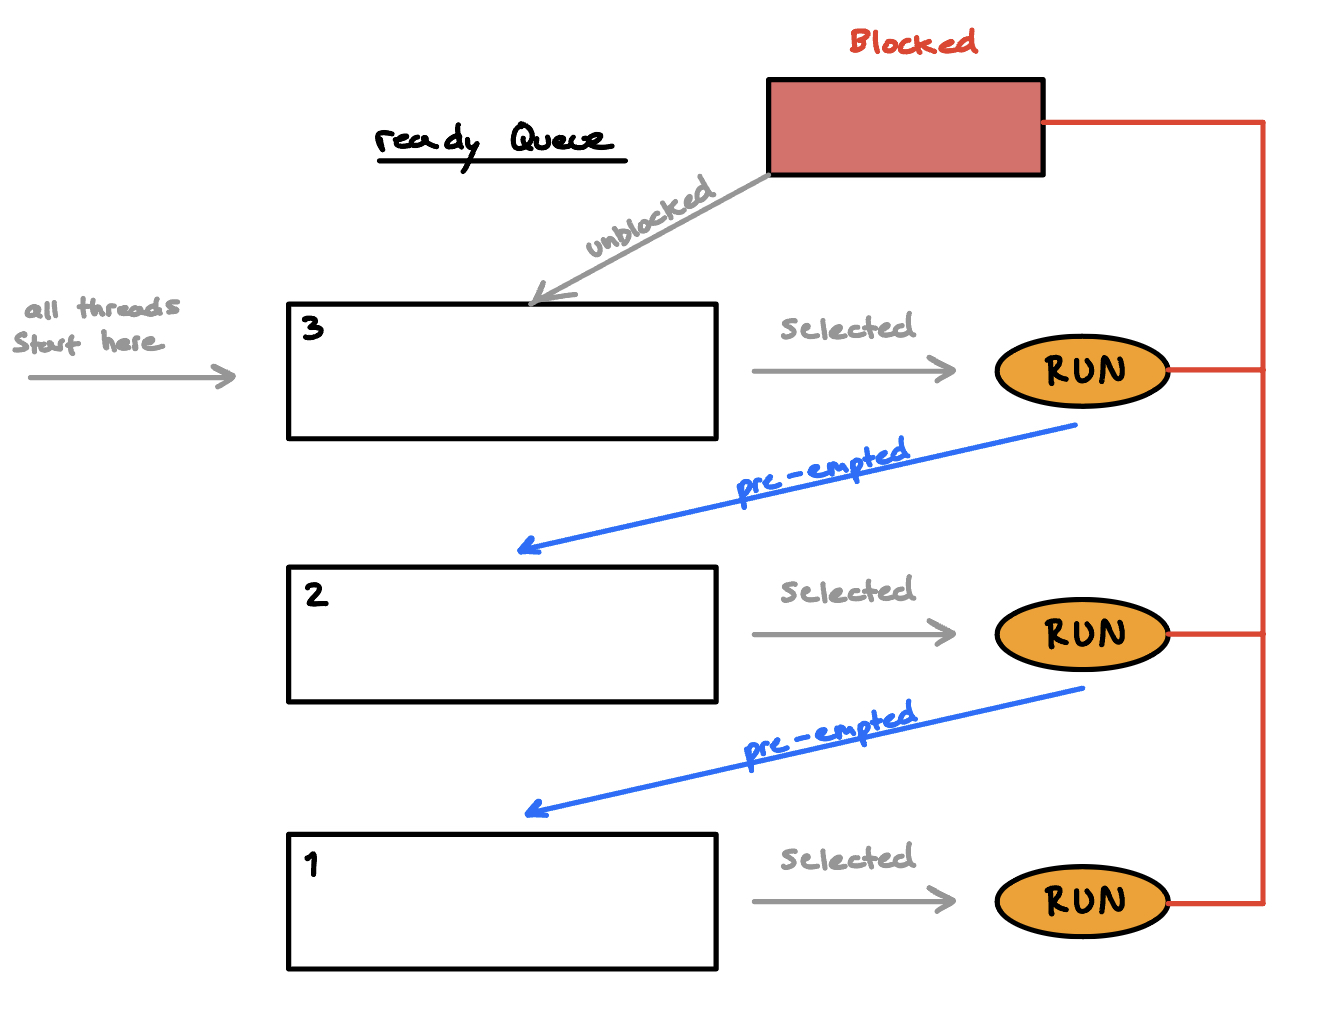 Blocked
ready Queue
unblocked
all threads
Start here
3
Selected
RUN
pre-empted
2
Selected
RUN
pre-empted
1
Selected
RUN